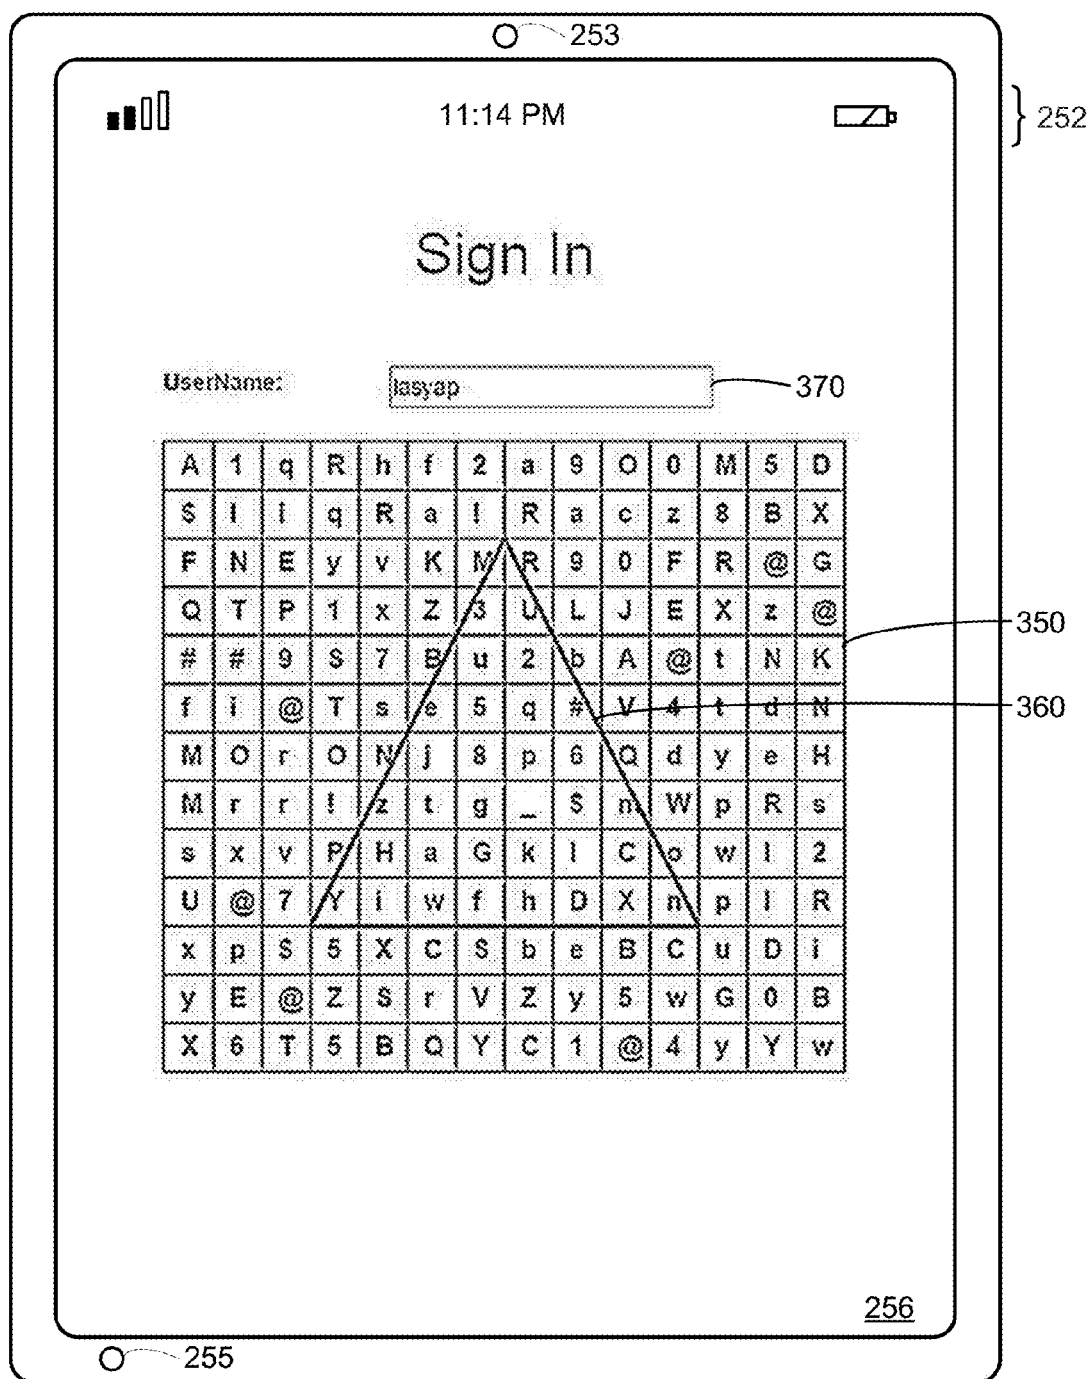 253
11:14 PM
252
Sign In
UserName:
lasyap
370
A 1 q R h f 2 a 9 O 0 M 5 D
S I i q R a ! R a c z 8 B X
F N E y v K M R 9 0 F R @ G
Q T P 1 x Z 3 U L J E X z @
350
# # 9 S 7 B u 2 b A @ t N K
f i @ T s e 5 q # V 4 t d N
360
M O r O N j 8 p 6 Q d y e H
M r r ! z t g _ S m W p R s
s x v P H a G k I C o w I 2
U @ 7 Y i w f h D X n p I R
x p S 5 X C S b e B C u D i
y E @ Z S r V Z y 5 w G 0 B
X 6 T 5 B Q Y C 1 @ 4 y Y w
256
255